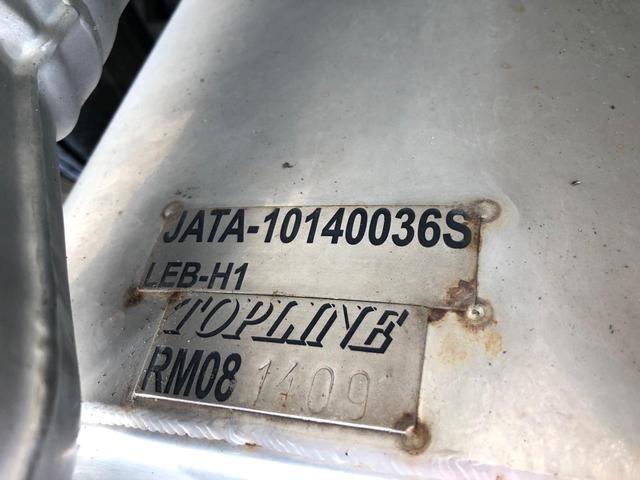 JATA-10140036S
LEB-H1
TOPLINE
RM08 1409